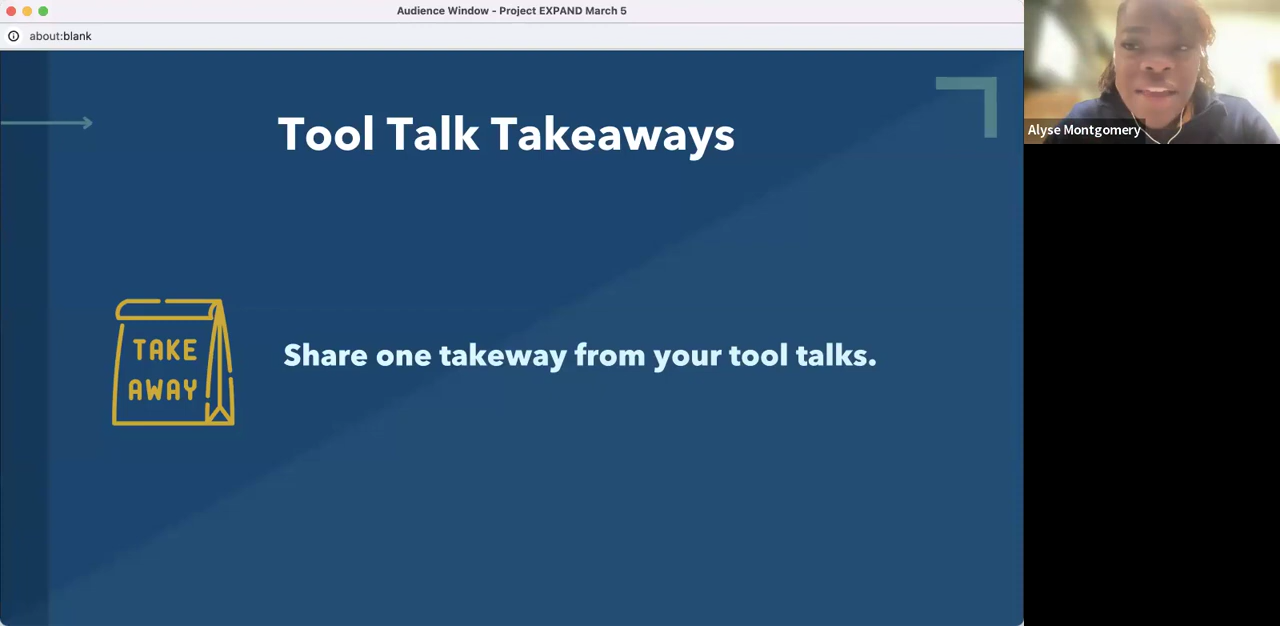 Audience Window - Project EXPAND March 5
about:blank
Alyse Montgomery
Tool Talk Takeaways
TAKE
AWAY
Share one takeway from your tool talks.